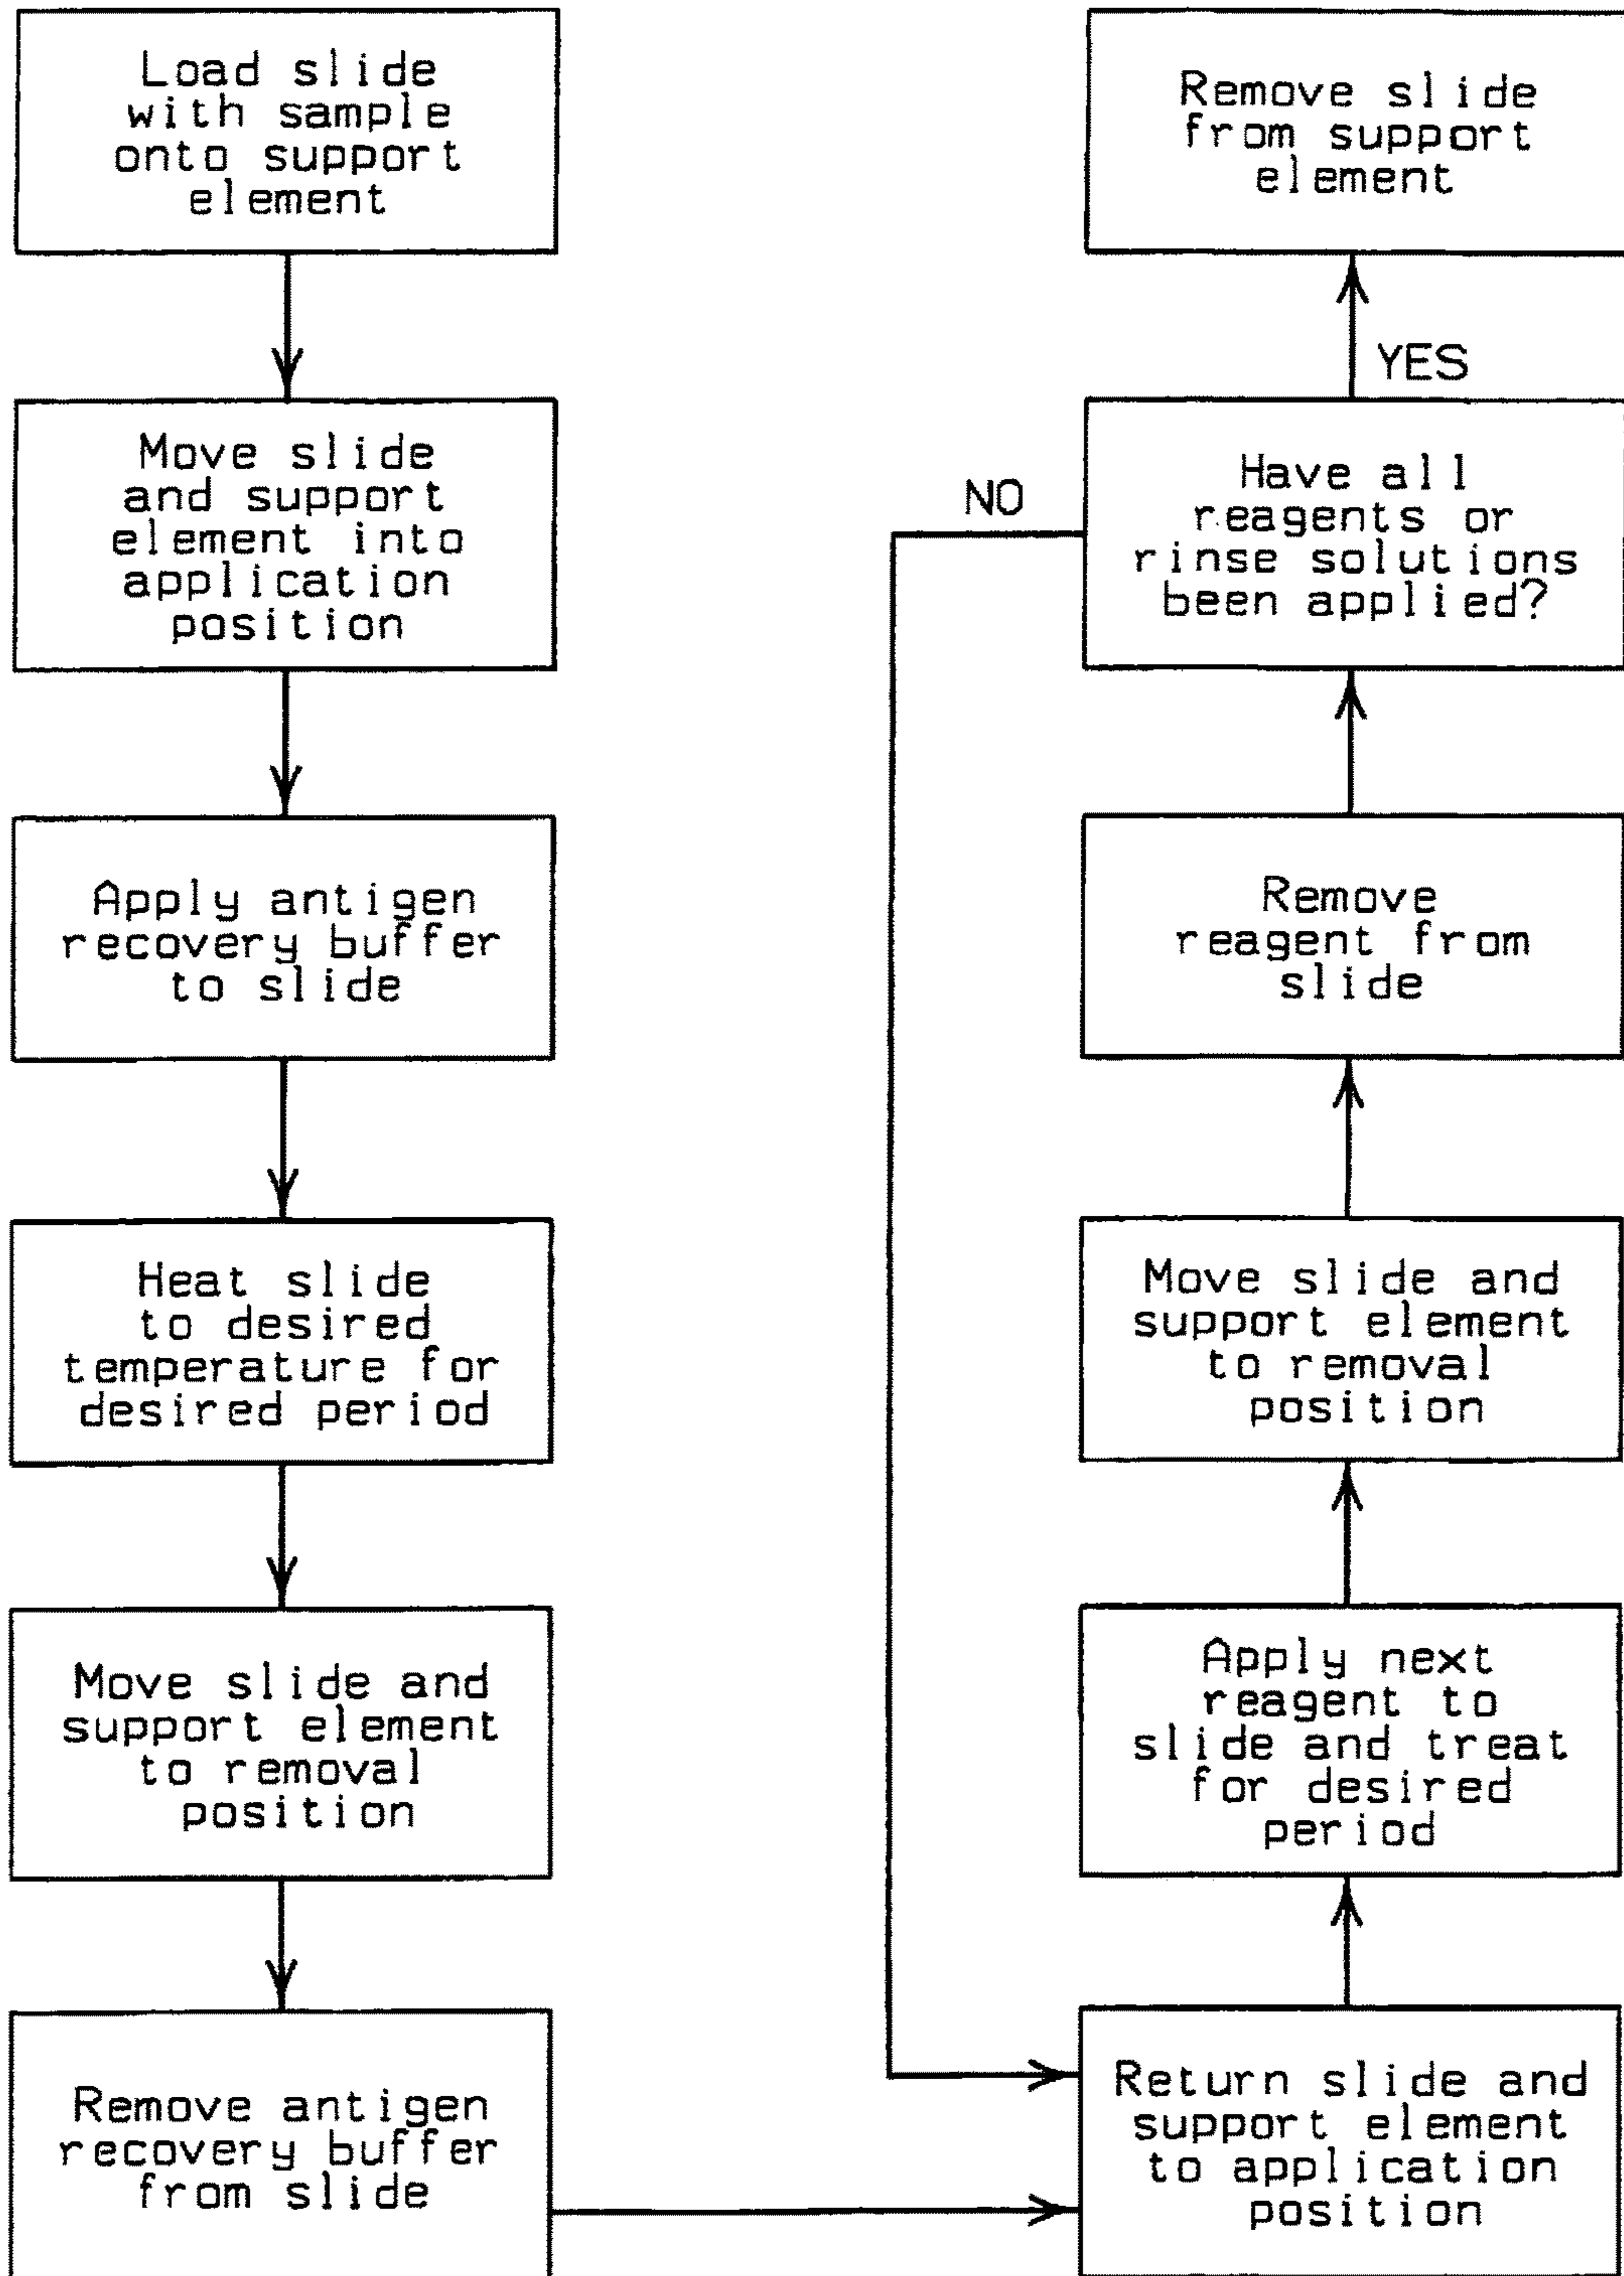 Load slide
with sample
onto support
element
Move slide
and support
element into
application
position
Apply antigen
recovery buffer
to slide
Heat slide
to desired
temperature for
desired period
Move slide and
support element
to removal
position
Remove antigen
recovery buffer
from slide
Return slide and
support element
to application
position
Apply next
reagent to
slide and treat
for desired
period
Move slide and
support element
to removal
position
Remove
reagent from
slide
Have all
reagents or
rinse solutions
been applied?
NO
YES
Remove slide
from support
element